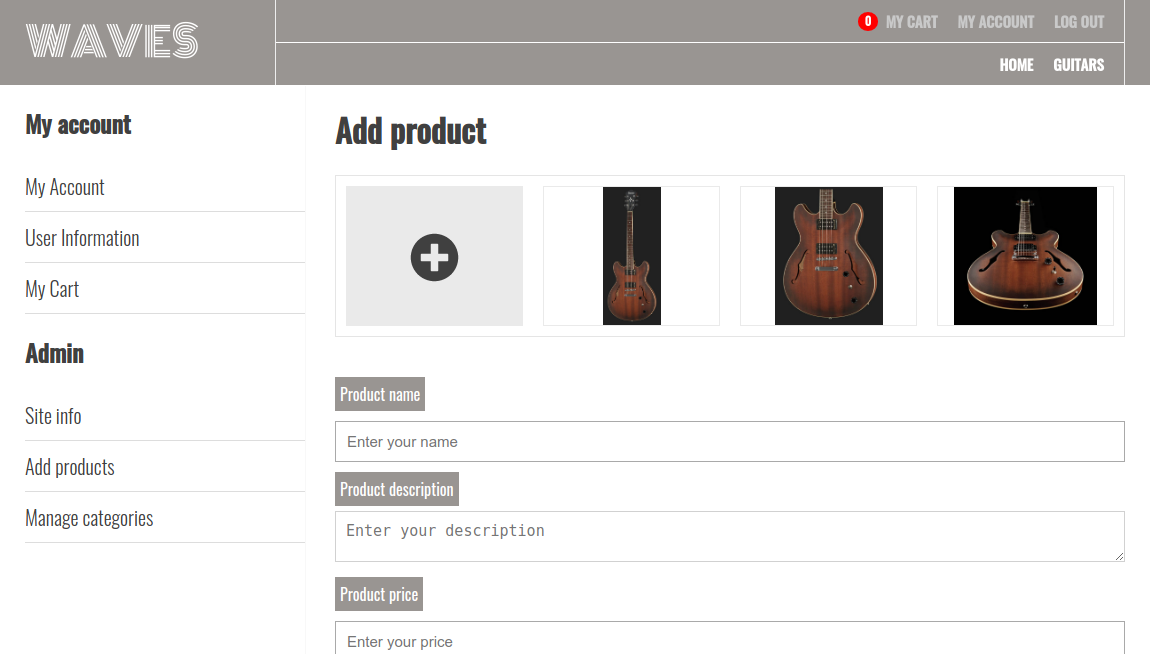 WAVES
0 MY CART MY ACCOUNT LOG OUT
HOME GUITARS
My account
My Account
User Information
My Cart
Admin
Site info
Add products
Manage categories
Add product
Product name
Enter your name
Product description
Enter your description
Product price
Enter your price